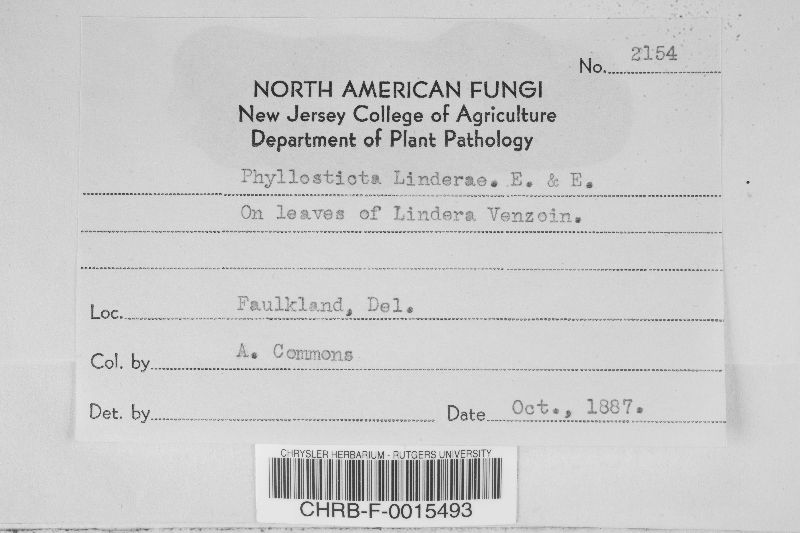 No. 2154
NORTH AMERICAN FUNGI
New Jersey College of Agriculture
Department of Plant Pathology
Phyllosticta Linderae. E. & E.
On leaves of Lindera Venzoin.
Loc. Faulkland, Del.
Col. by A. Commons
Det. by
Date Oct., 1887.
CHRYSLER HERBARIUM - RUTGERS UNIVERSITY
CHRB-F-0015493